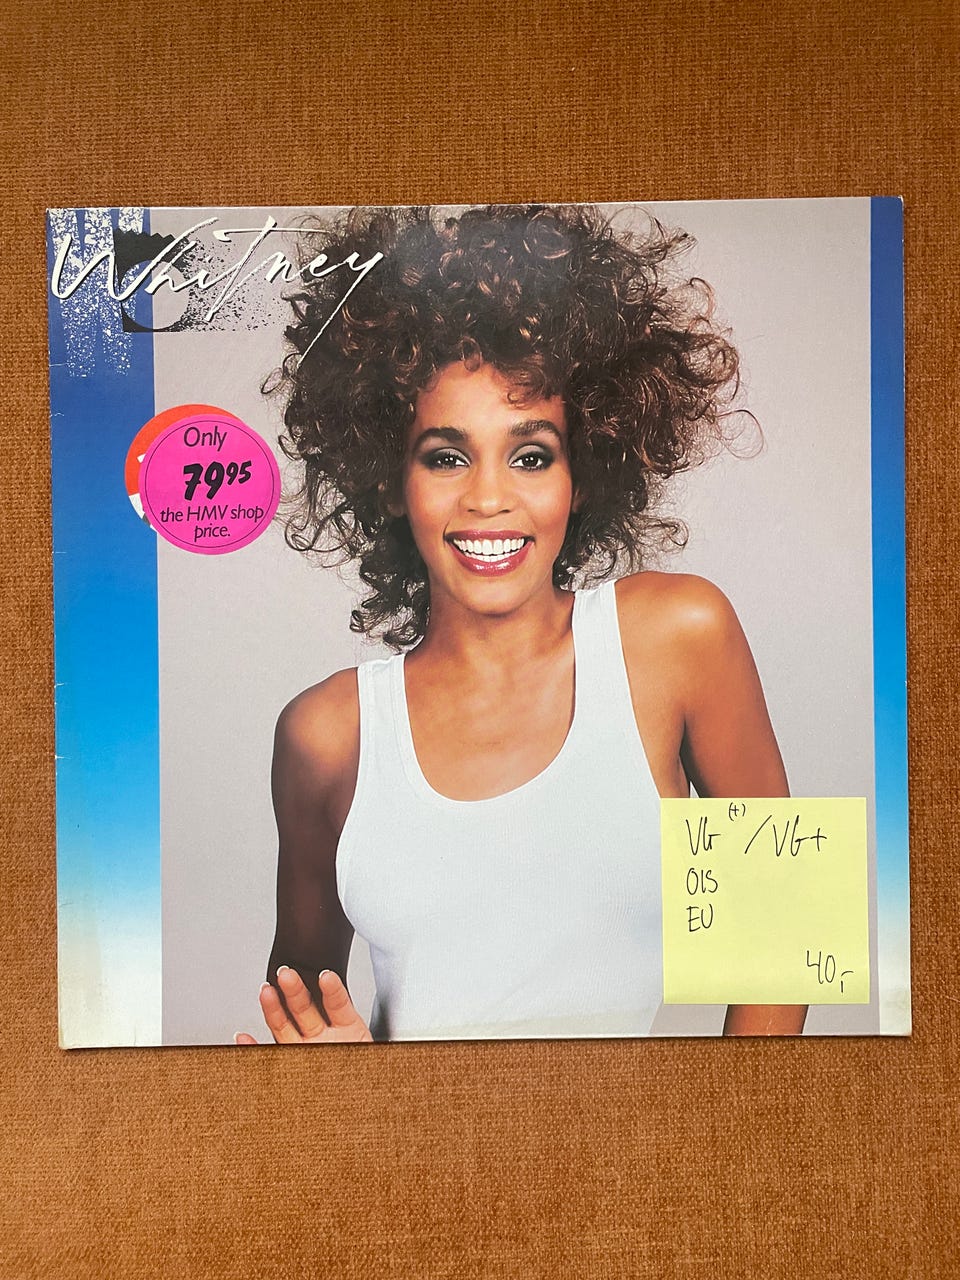 Whitney
Only
79 95
the HMV shop
price.
VG (+) / VG+
OIS
EU
40,-